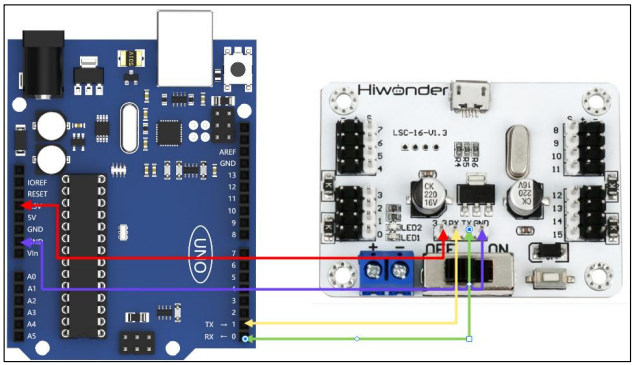 501V
IOREF
RESET
5V
GND
GND
Vin
A0
A1
A2
A3
A4
A5
AREF
GND
13
12
11
10
9
8
7
6
5
4
3
2
TX → 1
RX ← 0
UNO
Hiwonder
LSC-16-V1.3
7
6
5
4
3
2
1
0
R4
R5
R6
CK
220
16V
220
16V
CK
8
9
10
11
12
13
14
15
LED2
LED1
3.3 RX TX GND
+ -
OFF ON